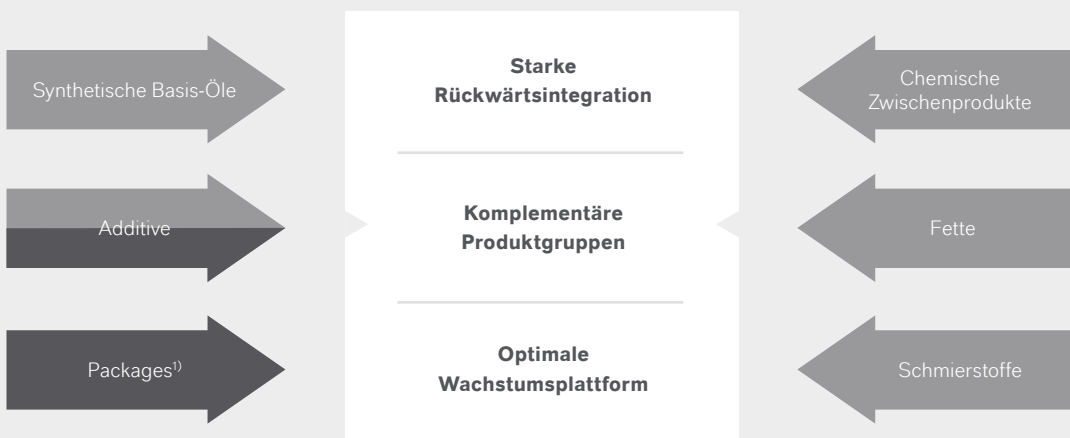 Synthetische Basis-Öle
Additive
Packages¹⁾
Starke
Rückwärtsintegration
Komplementäre
Produktgruppen
Optimale
Wachstumsplattform
Chemische
Zwischenprodukte
Fette
Schmierstoffe